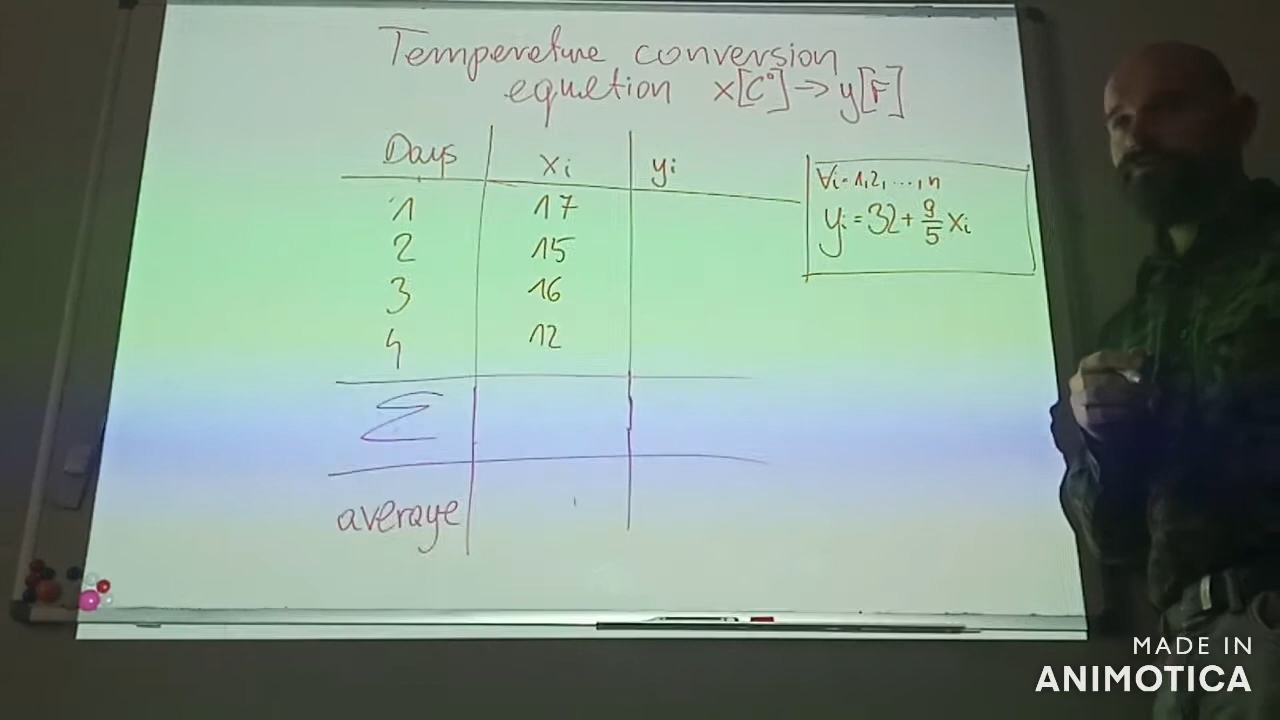 Temperature conversion
equation x[C°] → y[F]
Days xi yi
1 17
2 15
3 16
4 12
Σ
average
∀i=1,2,...,n
yi = 32 + 9/5 xi
MADE IN
ANIMOTICA